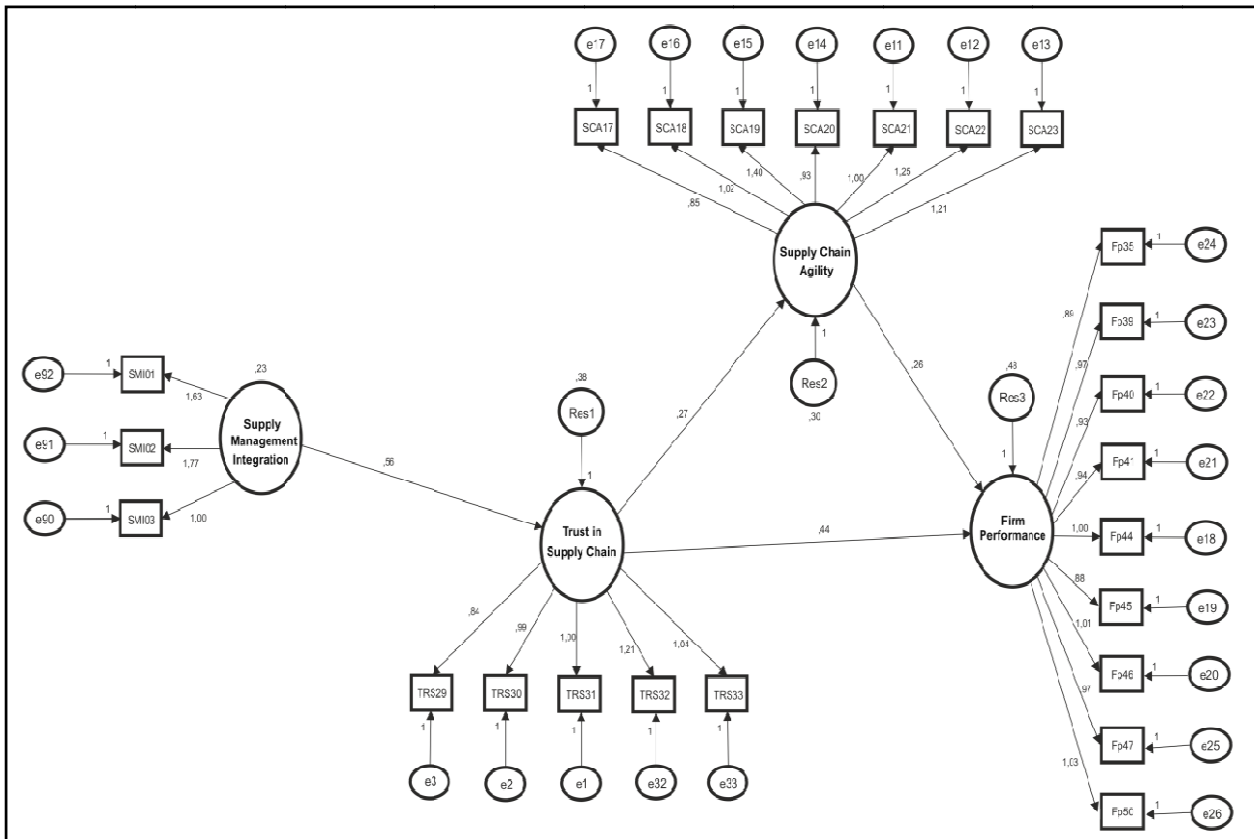 e17 e16 e15 e14 e11 e12 e13
1 1 1 1 1 1 1
SCA17 SCA18 SCA19 SCA20 SCA21 SCA22 SCA23
,85 1,02 1,40 ,93 1,00 1,25 1,21
Supply Chain
Agility
1
Res2
,30
e92 1 SMI01
e91 1 SMI02
e90 1 SMI03
1,63
1,77
1,00
,23
Supply
Management
Integration
,56
,38
Res1
1
Trust in
Supply Chain
,27
,44
,26
,84 ,99 1,00 1,21 1,04
TRS29 TRS30 TRS31 TRS32 TRS33
1 1 1 1 1
e3 e2 e1 e32 e33
,48
Res3
1
Firm
Performance
,89 Fp35 1 e24
,97 Fp39 1 e23
,93 Fp40 1 e22
,94 Fp41 1 e21
1,00 Fp44 1 e18
,88 Fp45 1 e19
1,01 Fp46 1 e20
,97 Fp47 1 e25
1,03 Fp50 1 e26